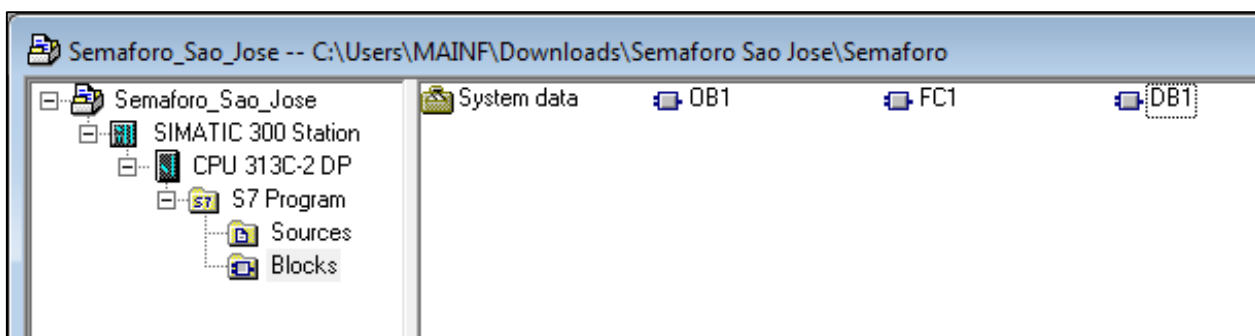 Semaforo_Sao_Jose -- C:\Users\MAINF\Downloads\Semaforo Sao Jose\Semaforo
Semaforo_Sao_Jose
SIMATIC 300 Station
CPU 313C-2 DP
S7 Program
Sources
Blocks
System data OB1 FC1 DB1